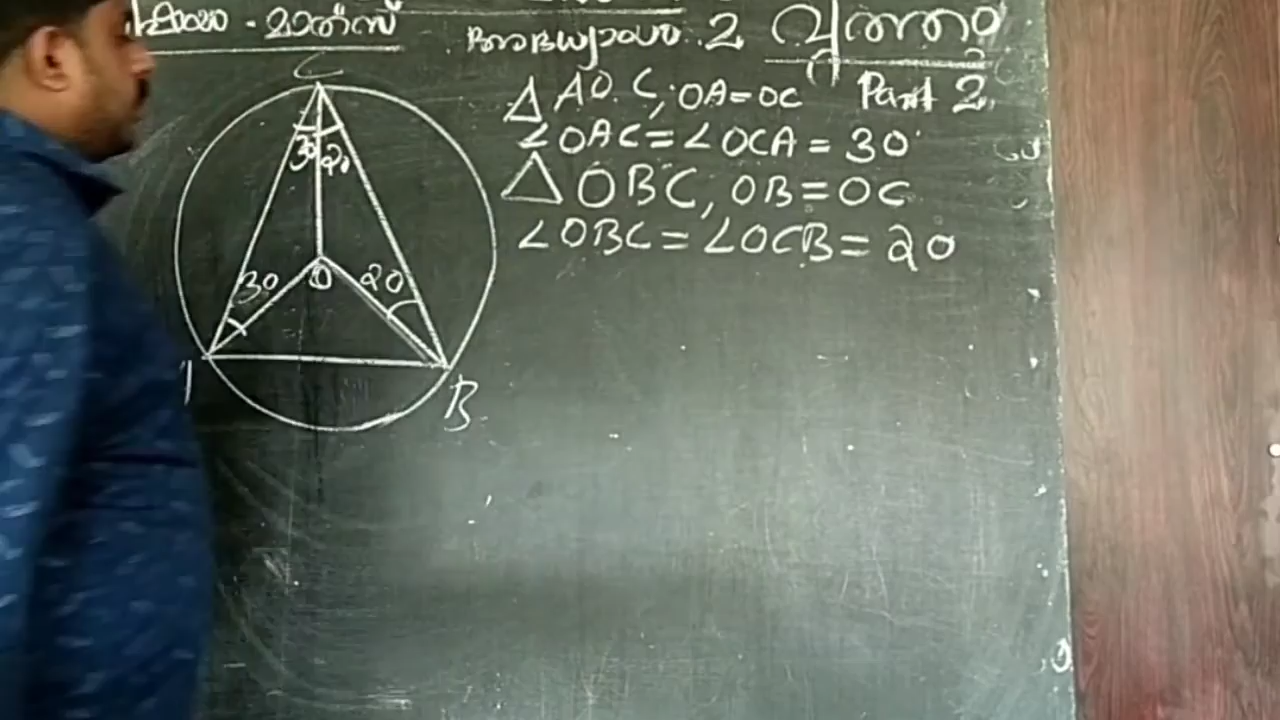 മാത്‌സ്
അദ്ധ്യായം. 2 വൃത്തം
Part 2.
C
30 20
30 O 20
B
△ AOC, OA=OC
∠OAC=∠OCA=30
△ OBC, OB=OC
∠OBC=∠OCB=20